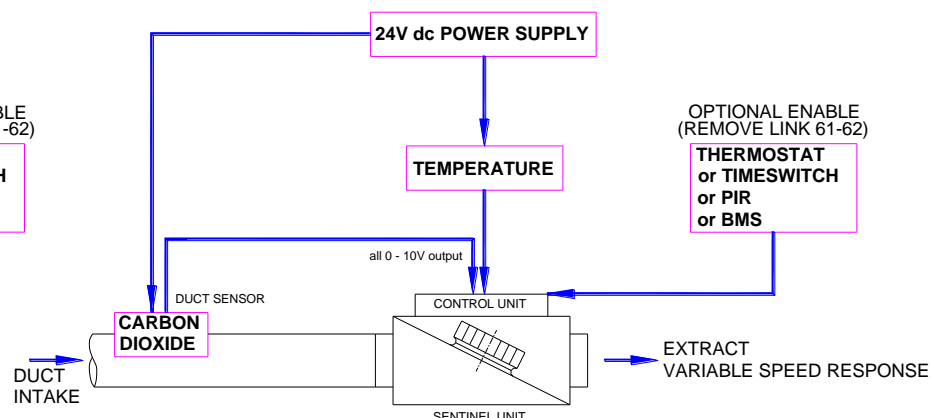 24V dc POWER SUPPLY
BLE
-62)
H
OPTIONAL ENABLE
(REMOVE LINK 61-62)
THERMOSTAT
or TIMESWITCH
or PIR
or BMS
TEMPERATURE
all 0 - 10V output
DUCT SENSOR
CONTROL UNIT
CARBON
DIOXIDE
DUCT
INTAKE
EXTRACT
VARIABLE SPEED RESPONSE
SENTINEL UNIT